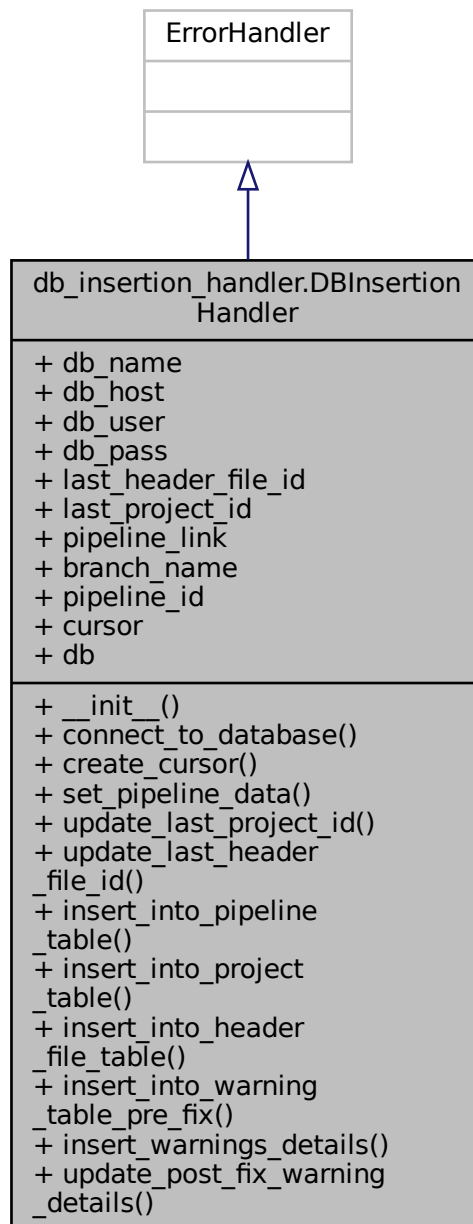 ErrorHandler
db_insertion_handler.DBInsertion
Handler
+ db_name
+ db_host
+ db_user
+ db_pass
+ last_header_file_id
+ last_project_id
+ pipeline_link
+ branch_name
+ pipeline_id
+ cursor
+ db
+ __init__()
+ connect_to_database()
+ create_cursor()
+ set_pipeline_data()
+ update_last_project_id()
+ update_last_header
_file_id()
+ insert_into_pipeline
_table()
+ insert_into_project
_table()
+ insert_into_header
_file_table()
+ insert_into_warning
_table_pre_fix()
+ insert_warnings_details()
+ update_post_fix_warning
_details()